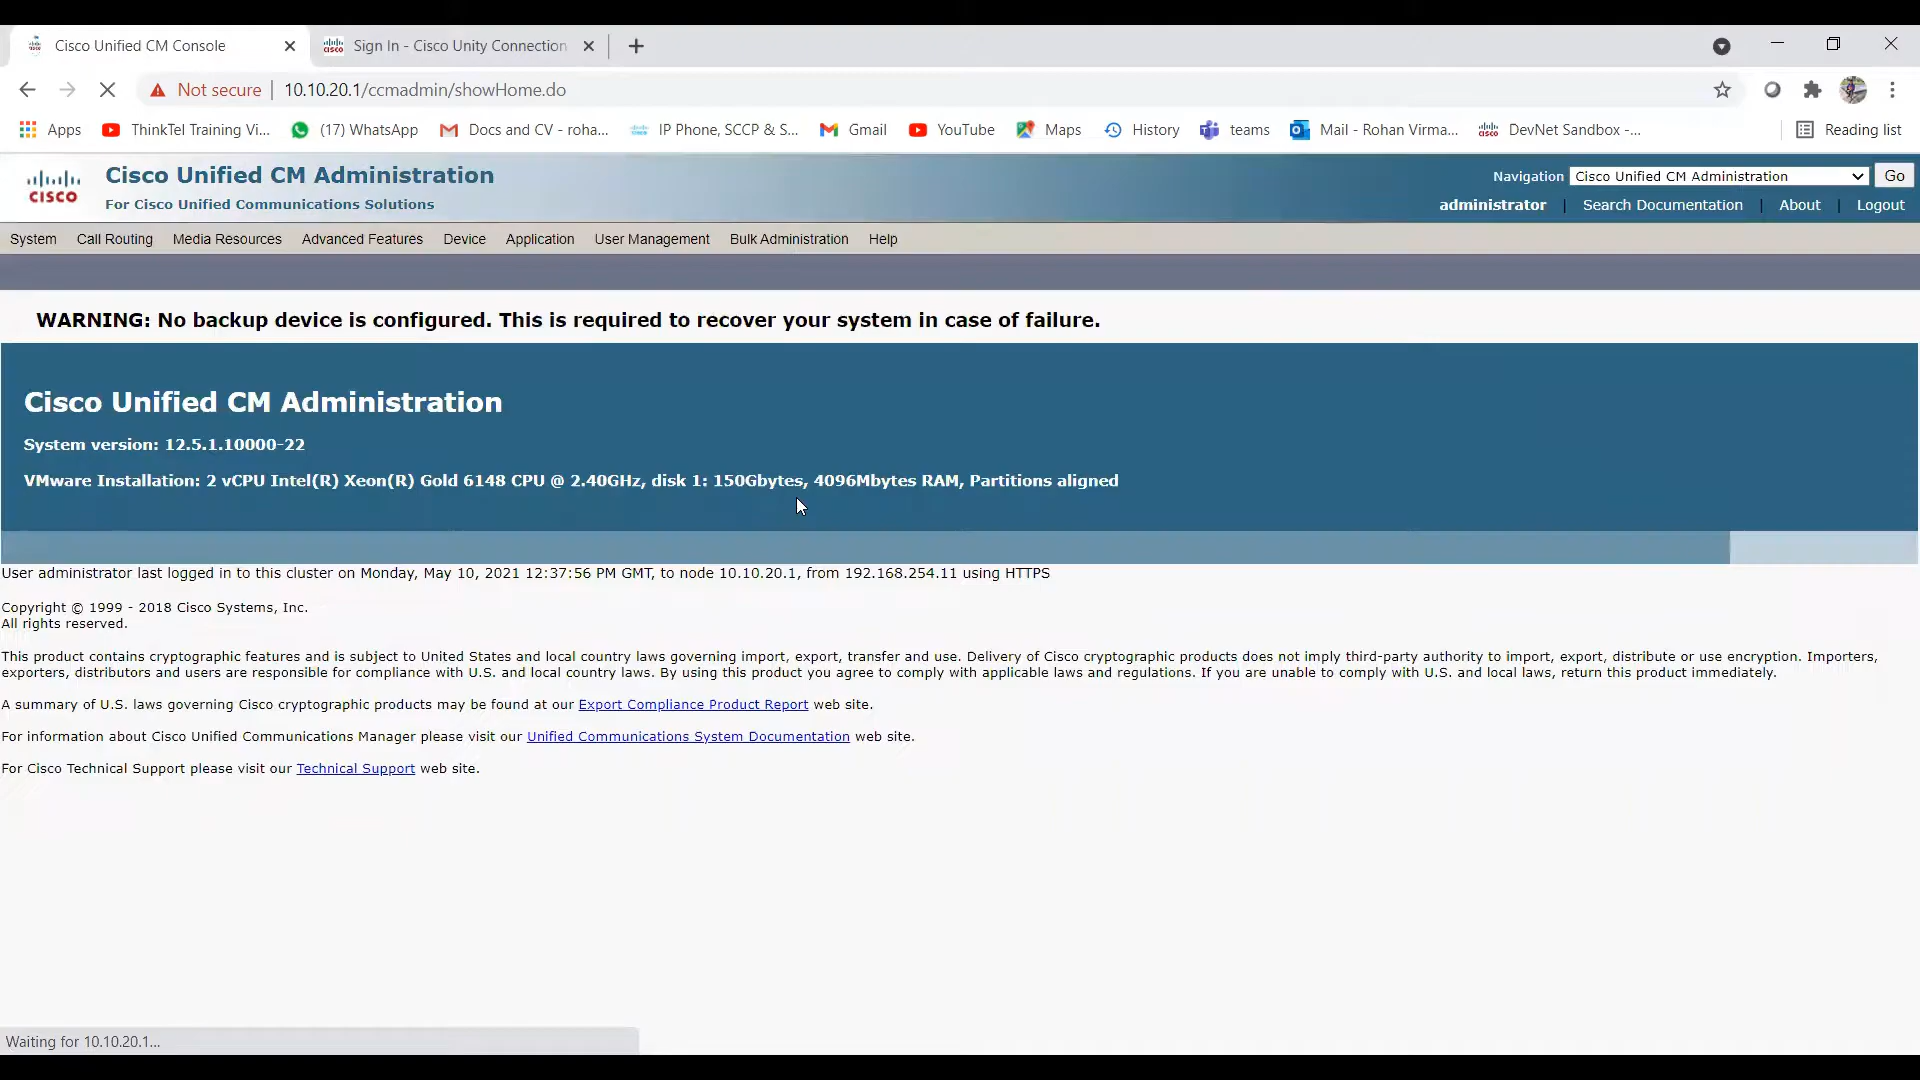 Cisco Unified CM Console
Sign In - Cisco Unity Connection
Not secure
10.10.20.1/ccmadmin/showHome.do
Apps
ThinkTel Training Vi...
(17) WhatsApp
Docs and CV - roha...
IP Phone, SCCP & S...
Gmail
YouTube
Maps
History
teams
Mail - Rohan Virma...
DevNet Sandbox -...
Reading list
cisco
Cisco Unified CM Administration
For Cisco Unified Communications Solutions
Navigation Cisco Unified CM Administration Go
administrator | Search Documentation | About | Logout
System Call Routing Media Resources Advanced Features Device Application User Management Bulk Administration Help
WARNING: No backup device is configured. This is required to recover your system in case of failure.
Cisco Unified CM Administration
System version: 12.5.1.10000-22
VMware Installation: 2 vCPU Intel(R) Xeon(R) Gold 6148 CPU @ 2.40GHz, disk 1: 150Gbytes, 4096Mbytes RAM, Partitions aligned
User administrator last logged in to this cluster on Monday, May 10, 2021 12:37:56 PM GMT, to node 10.10.20.1, from 192.168.254.11 using HTTPS
Copyright © 1999 - 2018 Cisco Systems, Inc.
All rights reserved.
This product contains cryptographic features and is subject to United States and local country laws governing import, export, transfer and use. Delivery of Cisco cryptographic products does not imply third-party authority to import, export, distribute or use encryption. Importers,
exporters, distributors and users are responsible for compliance with U.S. and local country laws. By using this product you agree to comply with applicable laws and regulations. If you are unable to comply with U.S. and local laws, return this product immediately.
A summary of U.S. laws governing Cisco cryptographic products may be found at our Export Compliance Product Report web site.
For information about Cisco Unified Communications Manager please visit our Unified Communications System Documentation web site.
For Cisco Technical Support please visit our Technical Support web site.
Waiting for 10.10.20.1...